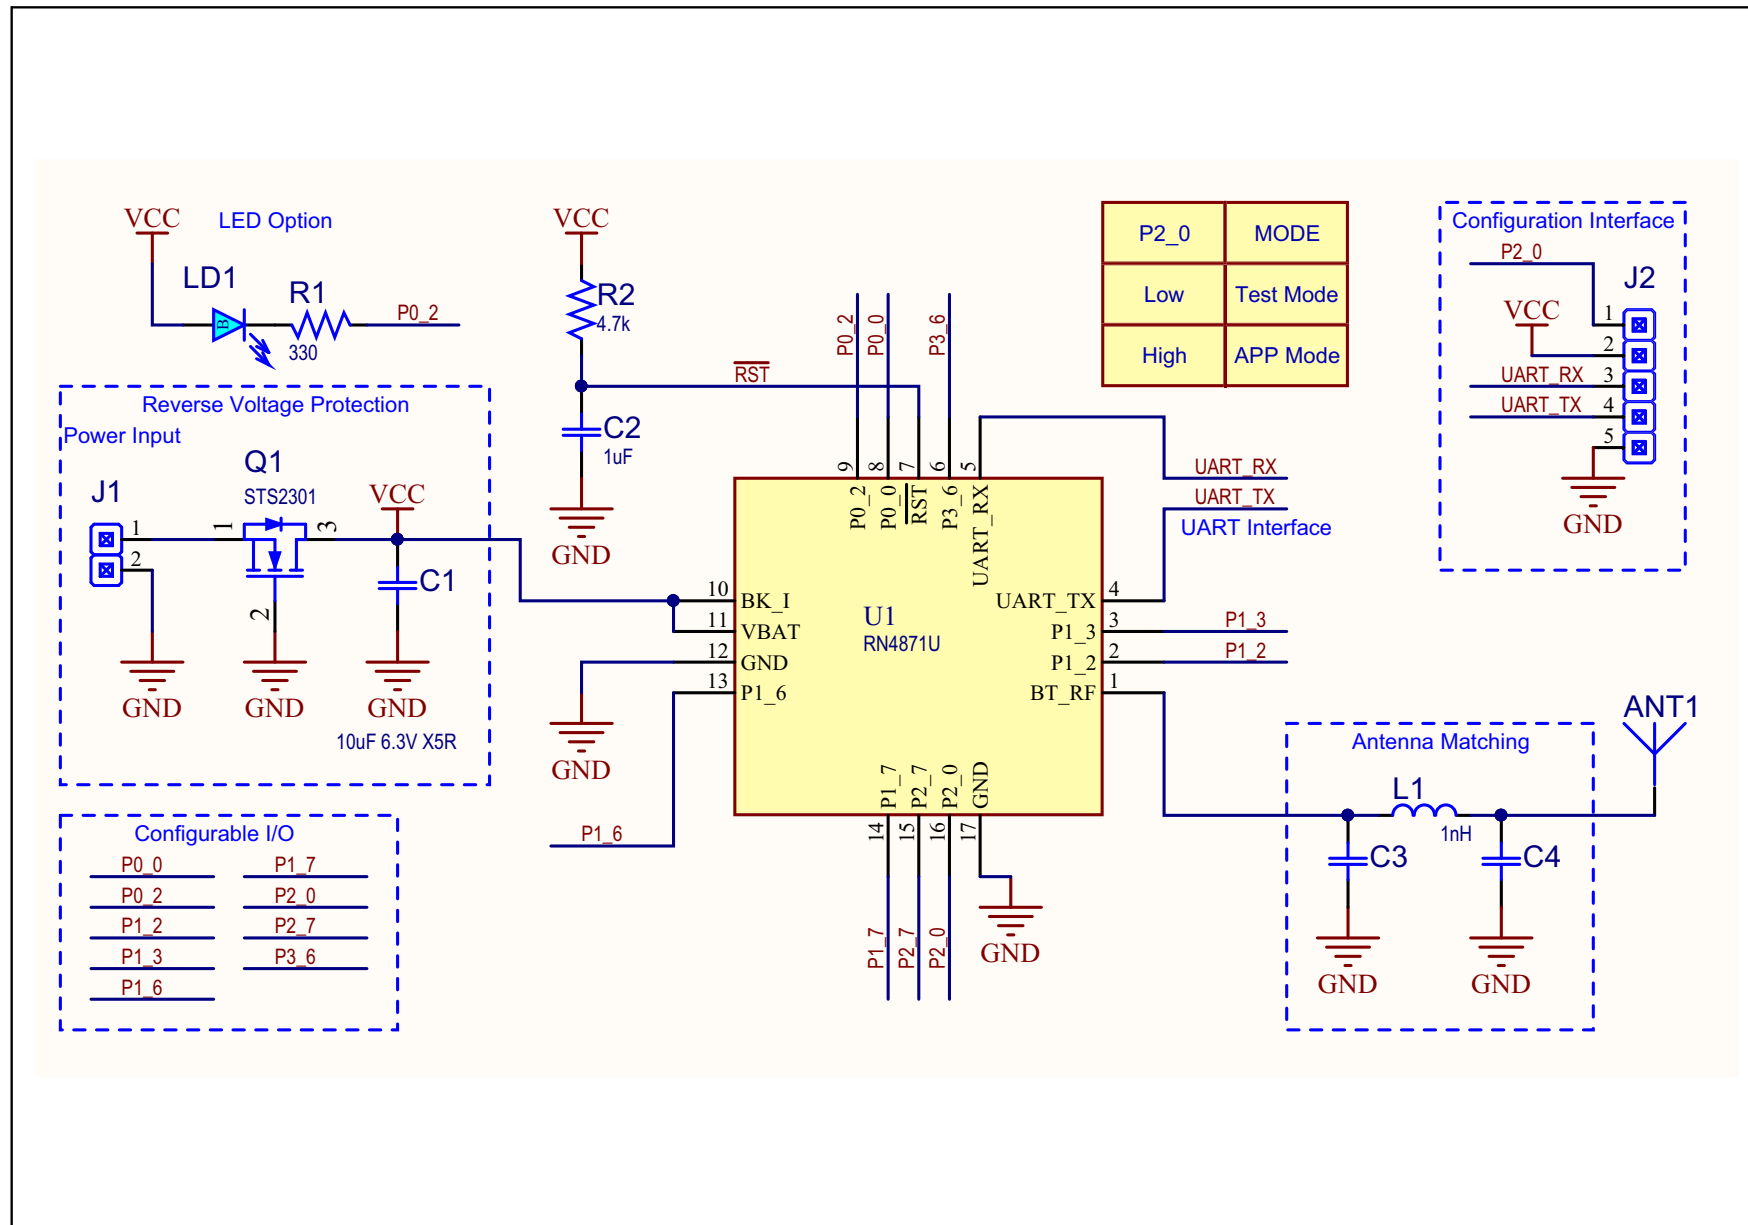 VCC
LED Option
LD1
B
R1
330
P0_2
VCC
R2
4.7k
RST
C2
1uF
GND
P0_2
P0_0
P3_6
P2_0 MODE
Low Test Mode
High APP Mode
Configuration Interface
P2_0
J2
VCC
1
2
UART_RX 3
UART_TX 4
5
GND
Reverse Voltage Protection
Power Input
Q1
STS2301
J1
VCC
1
2
1
3
2
C1
GND
GND
GND
10uF 6.3V X5R
9
8
7
6
5
P0_2
P0_0
RST
P3_6
UART_RX
UART_RX
UART_TX
UART Interface
10 BK_I
11 VBAT
12 GND
13 P1_6
U1
RN4871U
UART_TX 4
P1_3 3
P1_2 2
BT_RF 1
P1_3
P1_2
GND
P1_6
P1_7
P2_7
P2_0
GND
14
15
16
17
P1_7
P2_7
P2_0
GND
ANT1
Antenna Matching
L1
1nH
C3
C4
GND
GND
Configurable I/O
P0_0 P1_7
P0_2 P2_0
P1_2 P2_7
P1_3 P3_6
P1_6